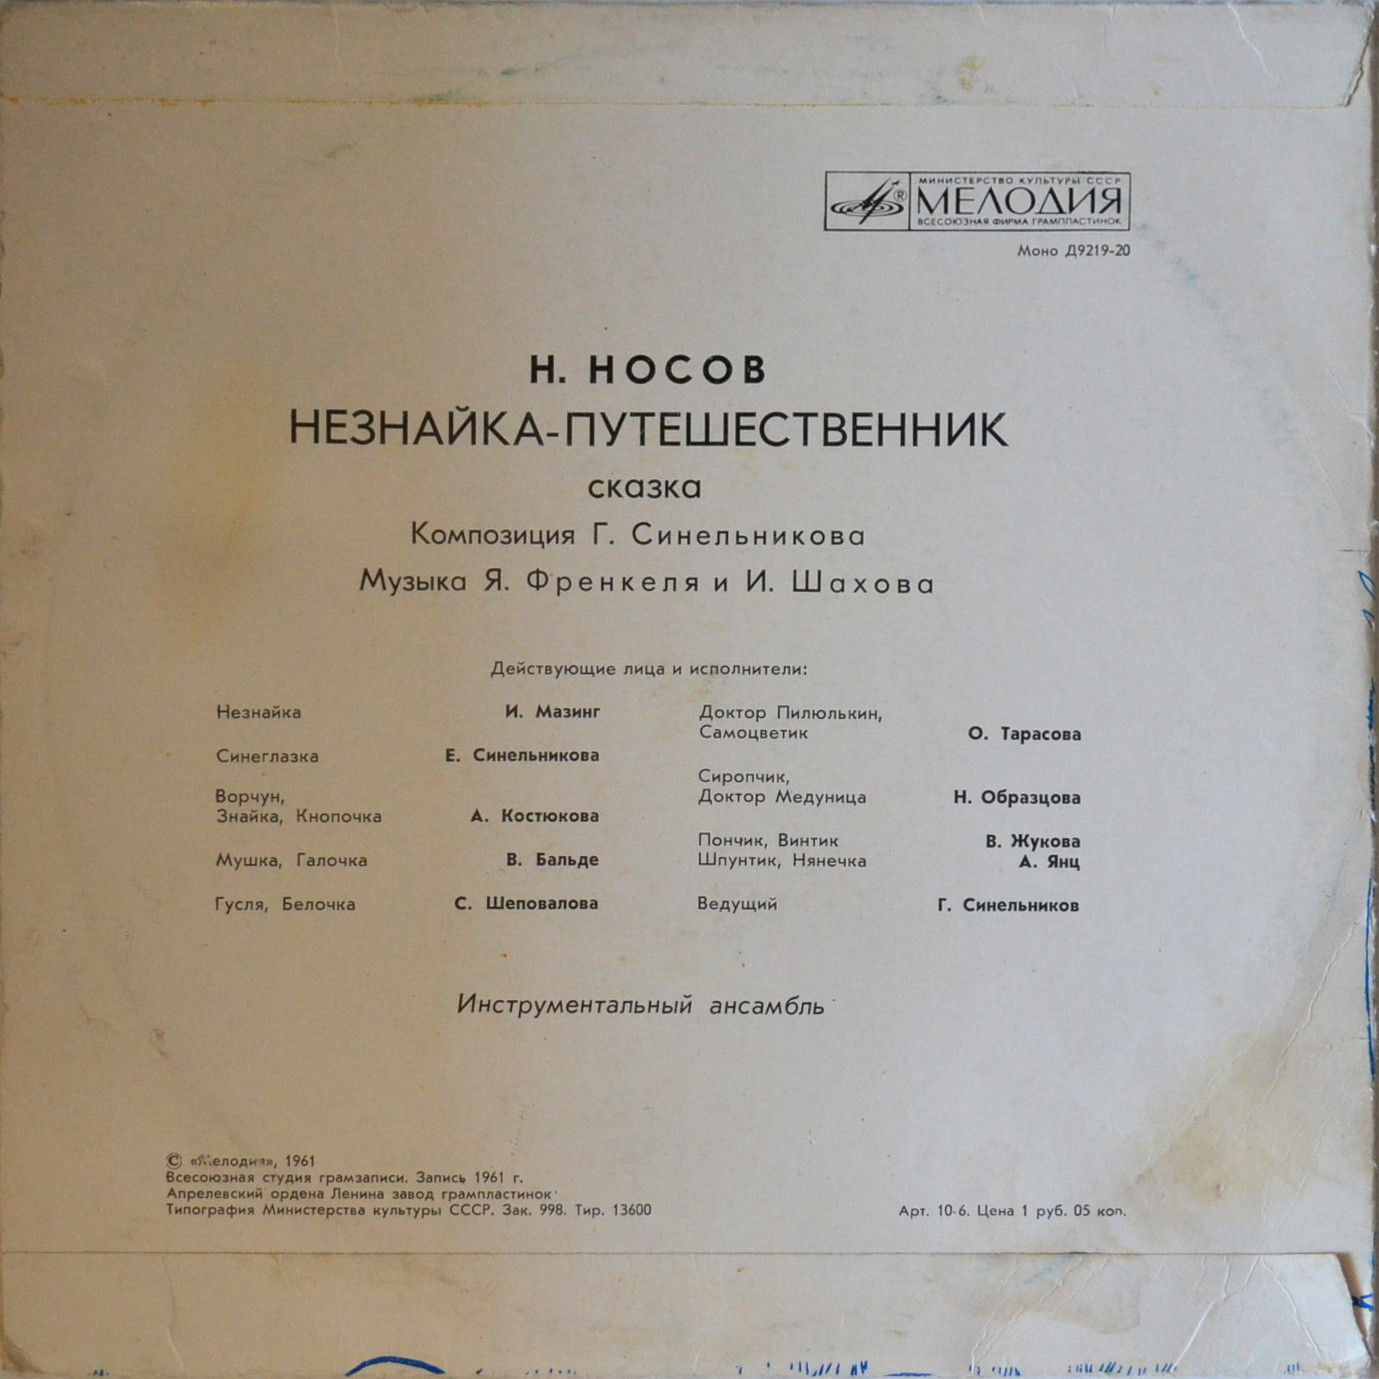 МИНИСТЕРСТВО КУЛЬТУРЫ СССР
МЕЛОДИЯ
ВСЕСОЮЗНАЯ ФИРМА ГРАМПЛАСТИНОК
Моно Д9219-20
Н. НОСОВ
НЕЗНАЙКА-ПУТЕШЕСТВЕННИК
сказка
Композиция Г. Синельникова
Музыка Я. Френкеля и И. Шахова
Действующие лица и исполнители:
Незнайка И. Мазинг
Синеглазка Е. Синельникова
Ворчун,
Знайка, Кнопочка А. Костюкова
Мушка, Галочка В. Бальде
Гусля, Белочка С. Шеповалова
Доктор Пилюлькин,
Самоцветик О. Тарасова
Сиропчик,
Доктор Медуница Н. Образцова
Пончик, Винтик В. Жукова
Шпунтик, Нянечка А. Янц
Ведущий Г. Синельников
Инструментальный ансамбль
© «Мелодия», 1961
Всесоюзная студия грамзаписи. Запись 1961 г.
Апрелевский ордена Ленина завод грампластинок
Типография Министерства культуры СССР. Зак. 998. Тир. 13600
Арт. 10-6. Цена 1 руб. 05 коп.